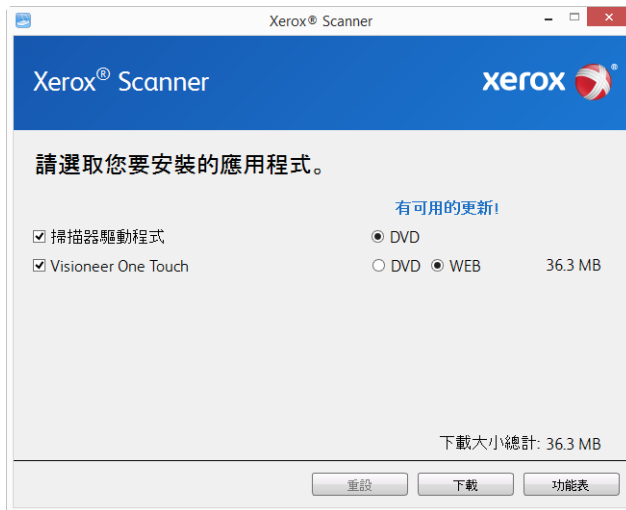 Xerox® Scanner
Xerox® Scanner
xerox®
請選取您要安裝的應用程式。
有可用的更新!
掃描器驅動程式 DVD
Visioneer One Touch DVD WEB 36.3 MB
下載大小總計: 36.3 MB
重設 下載 功能表